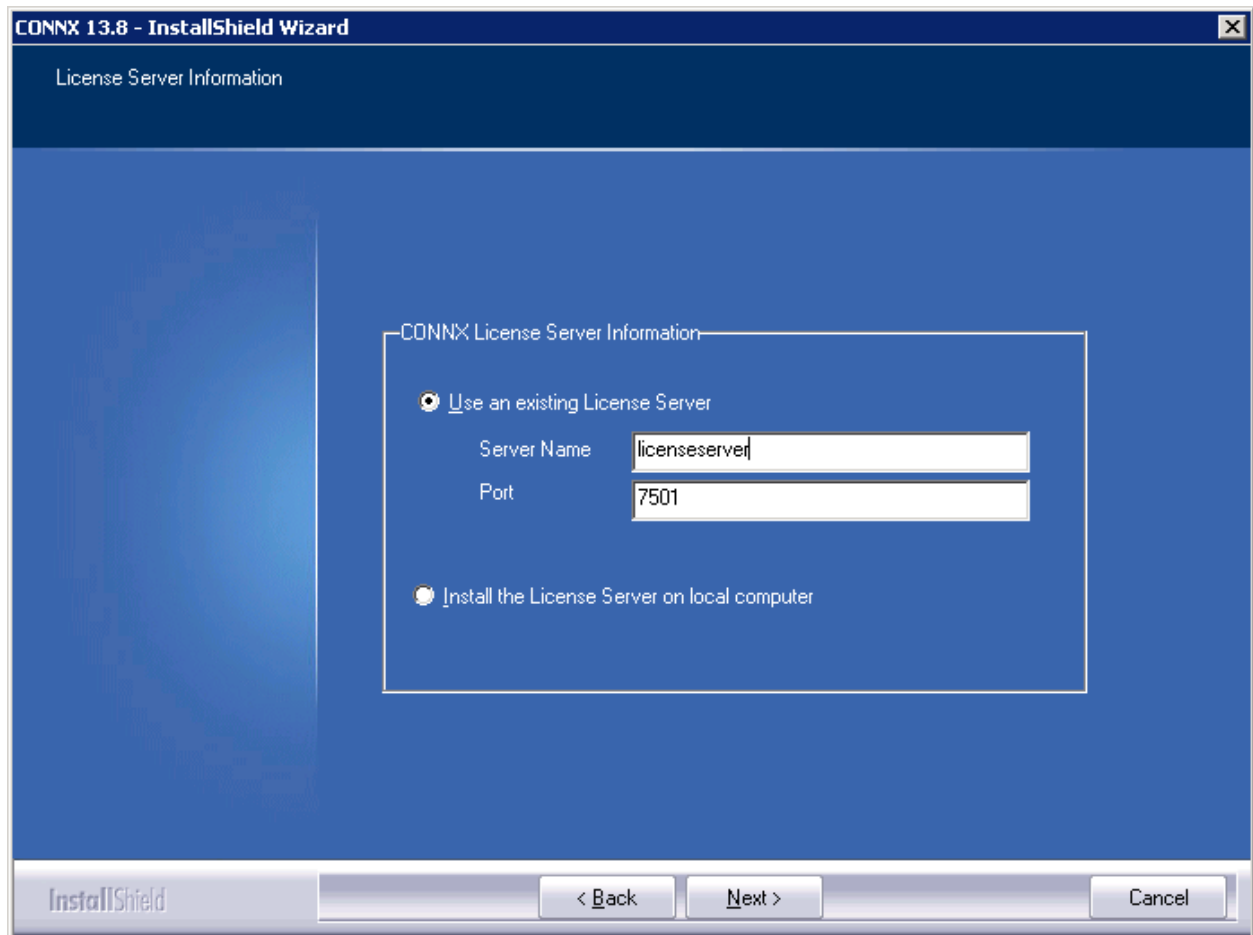 CONNX 13.8 - InstallShield Wizard
License Server Information
CONNX License Server Information
Use an existing License Server
Server Name licenseserver
Port 7501
Install the License Server on local computer
InstallShield
< Back Next > Cancel